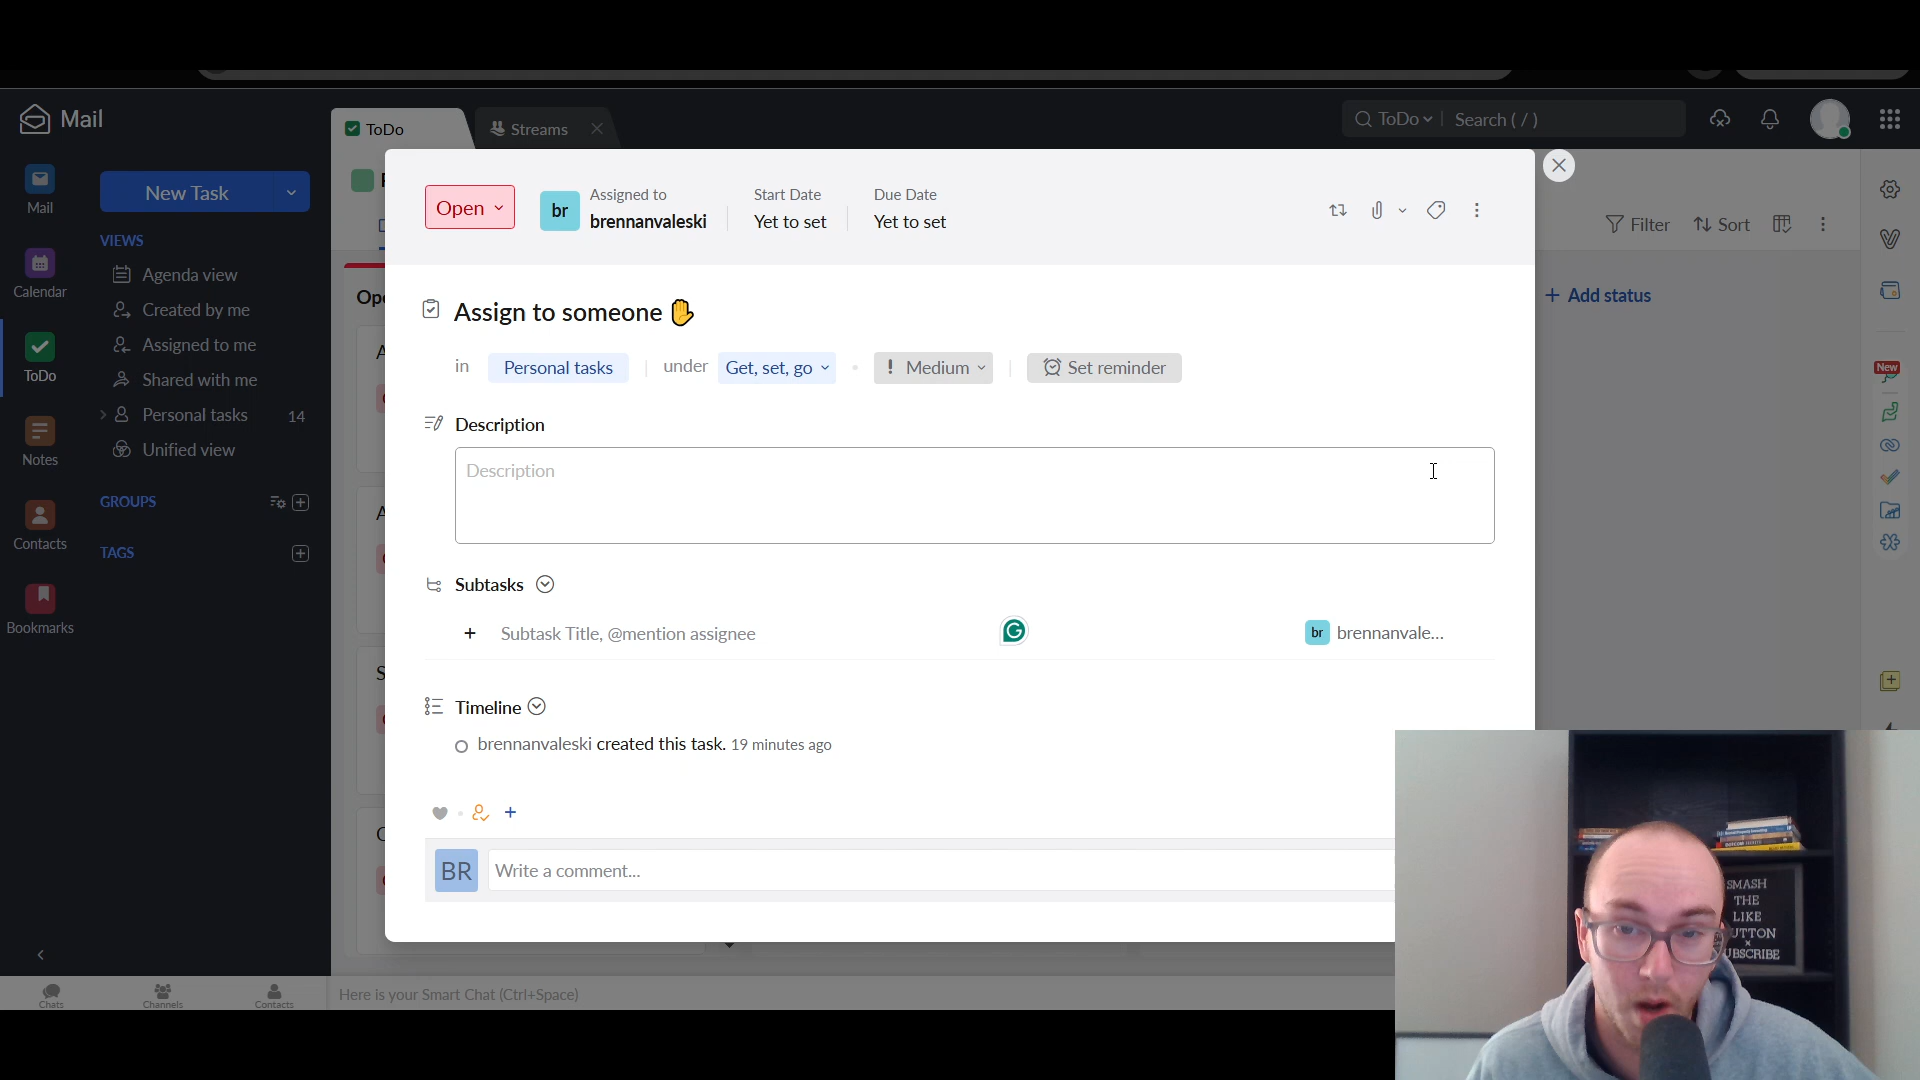 Mail
ToDo
Streams
ToDo
Search ( / )
Mail
Calendar
ToDo
Notes
Contacts
Bookmarks
New Task
VIEWS
Agenda view
Created by me
Assigned to me
Shared with me
Personal tasks 14
Unified view
GROUPS
TAGS
Filter
Sort
Add status
New
Open
br
Assigned to
brennanvaleski
Start Date
Yet to set
Due Date
Yet to set
Assign to someone ✋
in Personal tasks under Get, set, go ! Medium Set reminder
Description
Description
Subtasks
+ Subtask Title, @mention assignee
br brennanvale...
Timeline
brennanvaleski created this task. 19 minutes ago
BR Write a comment...
Chats
Channels
Contacts
Here is your Smart Chat (Ctrl+Space)
SMASH
THE
LIKE